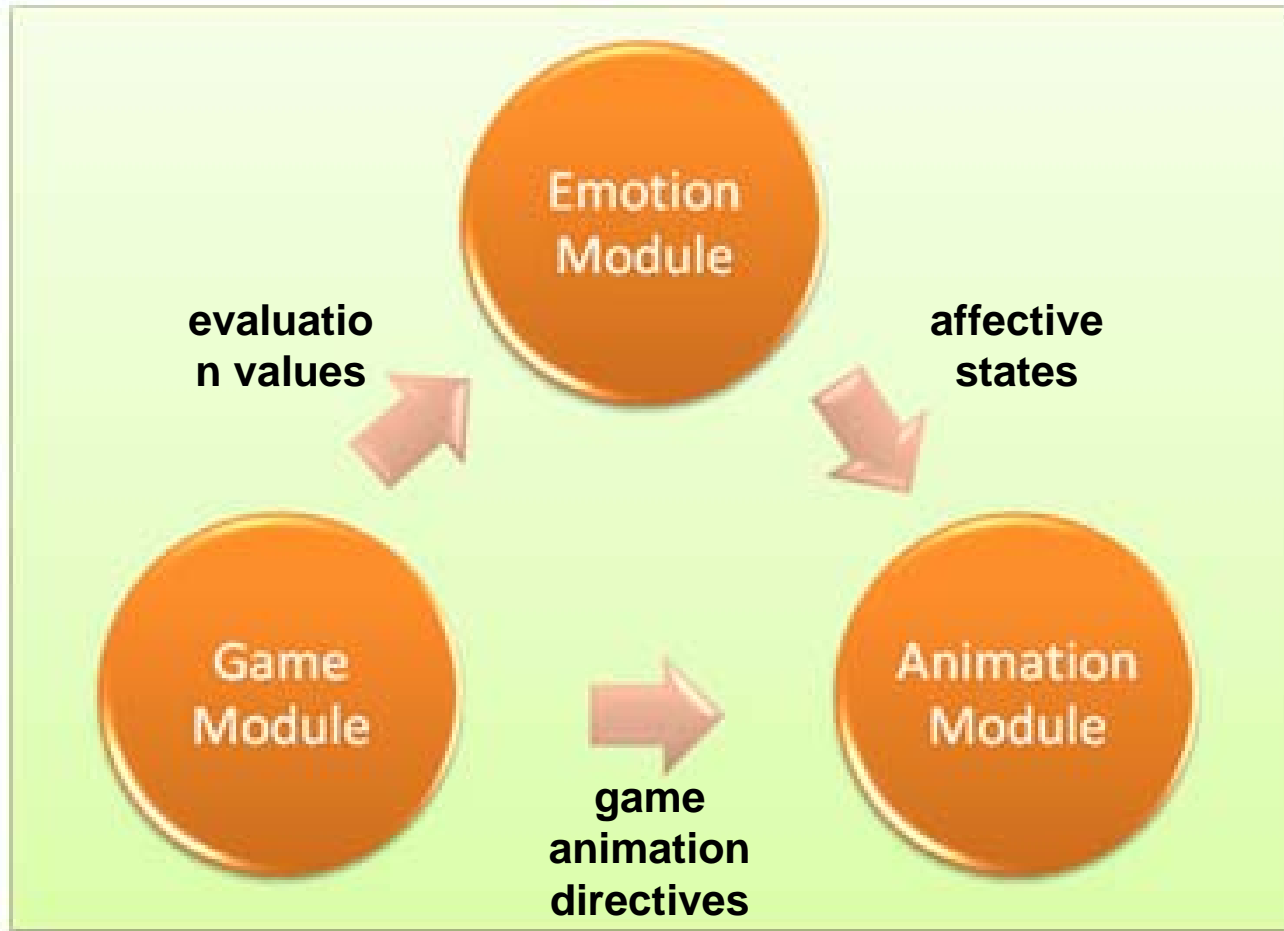 Emotion
Module
evaluatio
n values
affective
states
Game
Module
Animation
Module
game
animation
directives